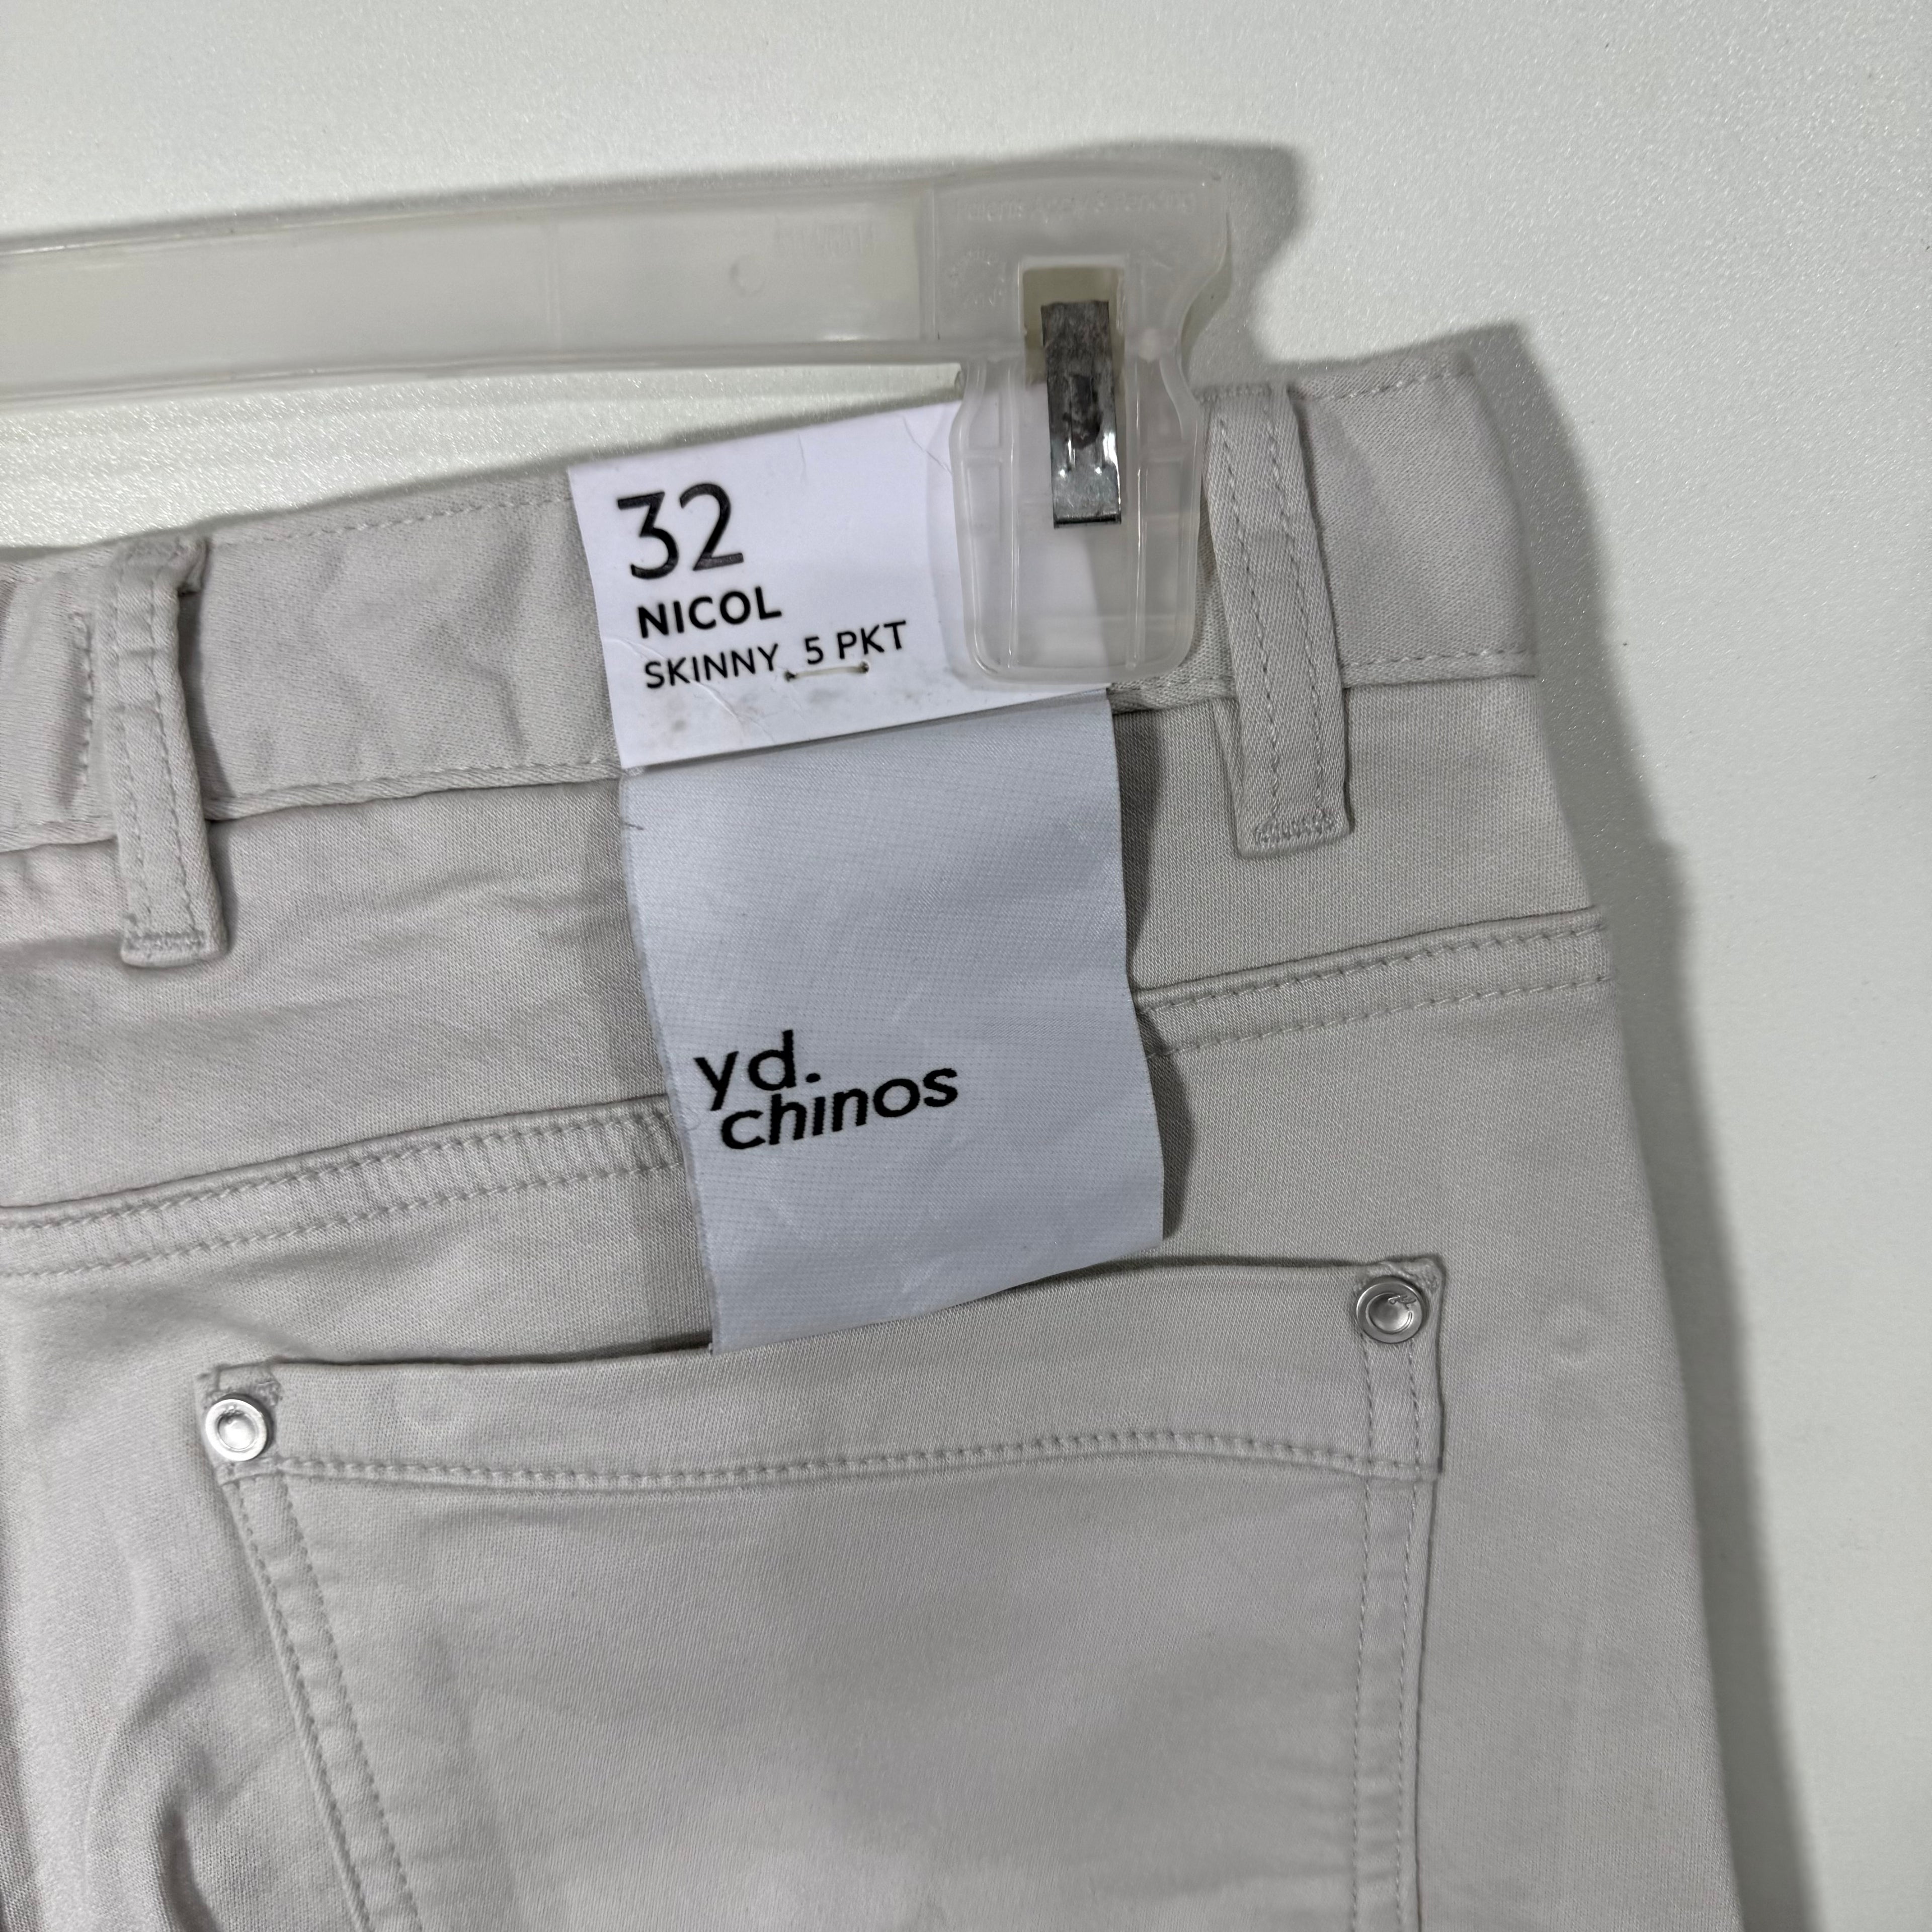 32
NICOL
SKINNY 5 PKT
yd.
chinos